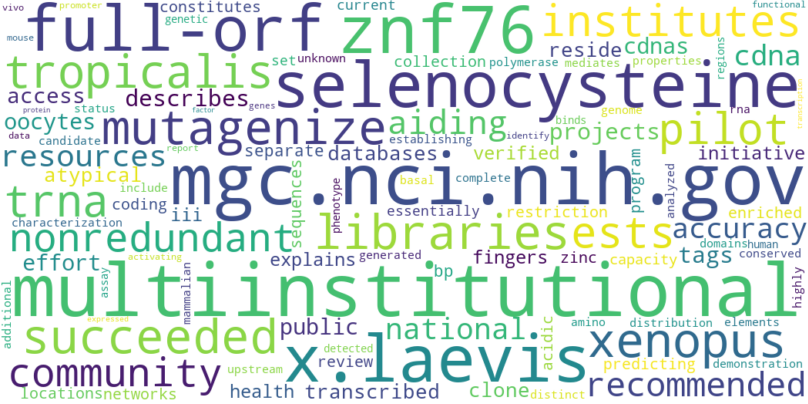 vivo promoter constitutes current functional
genetic
full-orf znf76 institutes
mouse
reside cdnas
tropicalis set unknown collection polymerase mediates properties regions cdna
access describes selenocysteine
protein factor genes
oocytes status mutagenize aiding genome rna transcription
data candidate establishing binds identify projects pilot
resources separate databases verified initiative
atypical include coding iii sequences phenotype basal complete program analyzed
trna mgc.nci.nih.gov
report
characterization essentially restriction enriched
nonredundant libraries ests accuracy
effort explains generated fingers zinc capacity domains human conserved
tags
additional assay mammalian bp highly
multiinstitutional
activating expressed
succeeded public national acidic amino distribution elements
xenopus
community review detected x.laevis predicting demonstration
locations networks health transcribed upstream clone distinct recommended